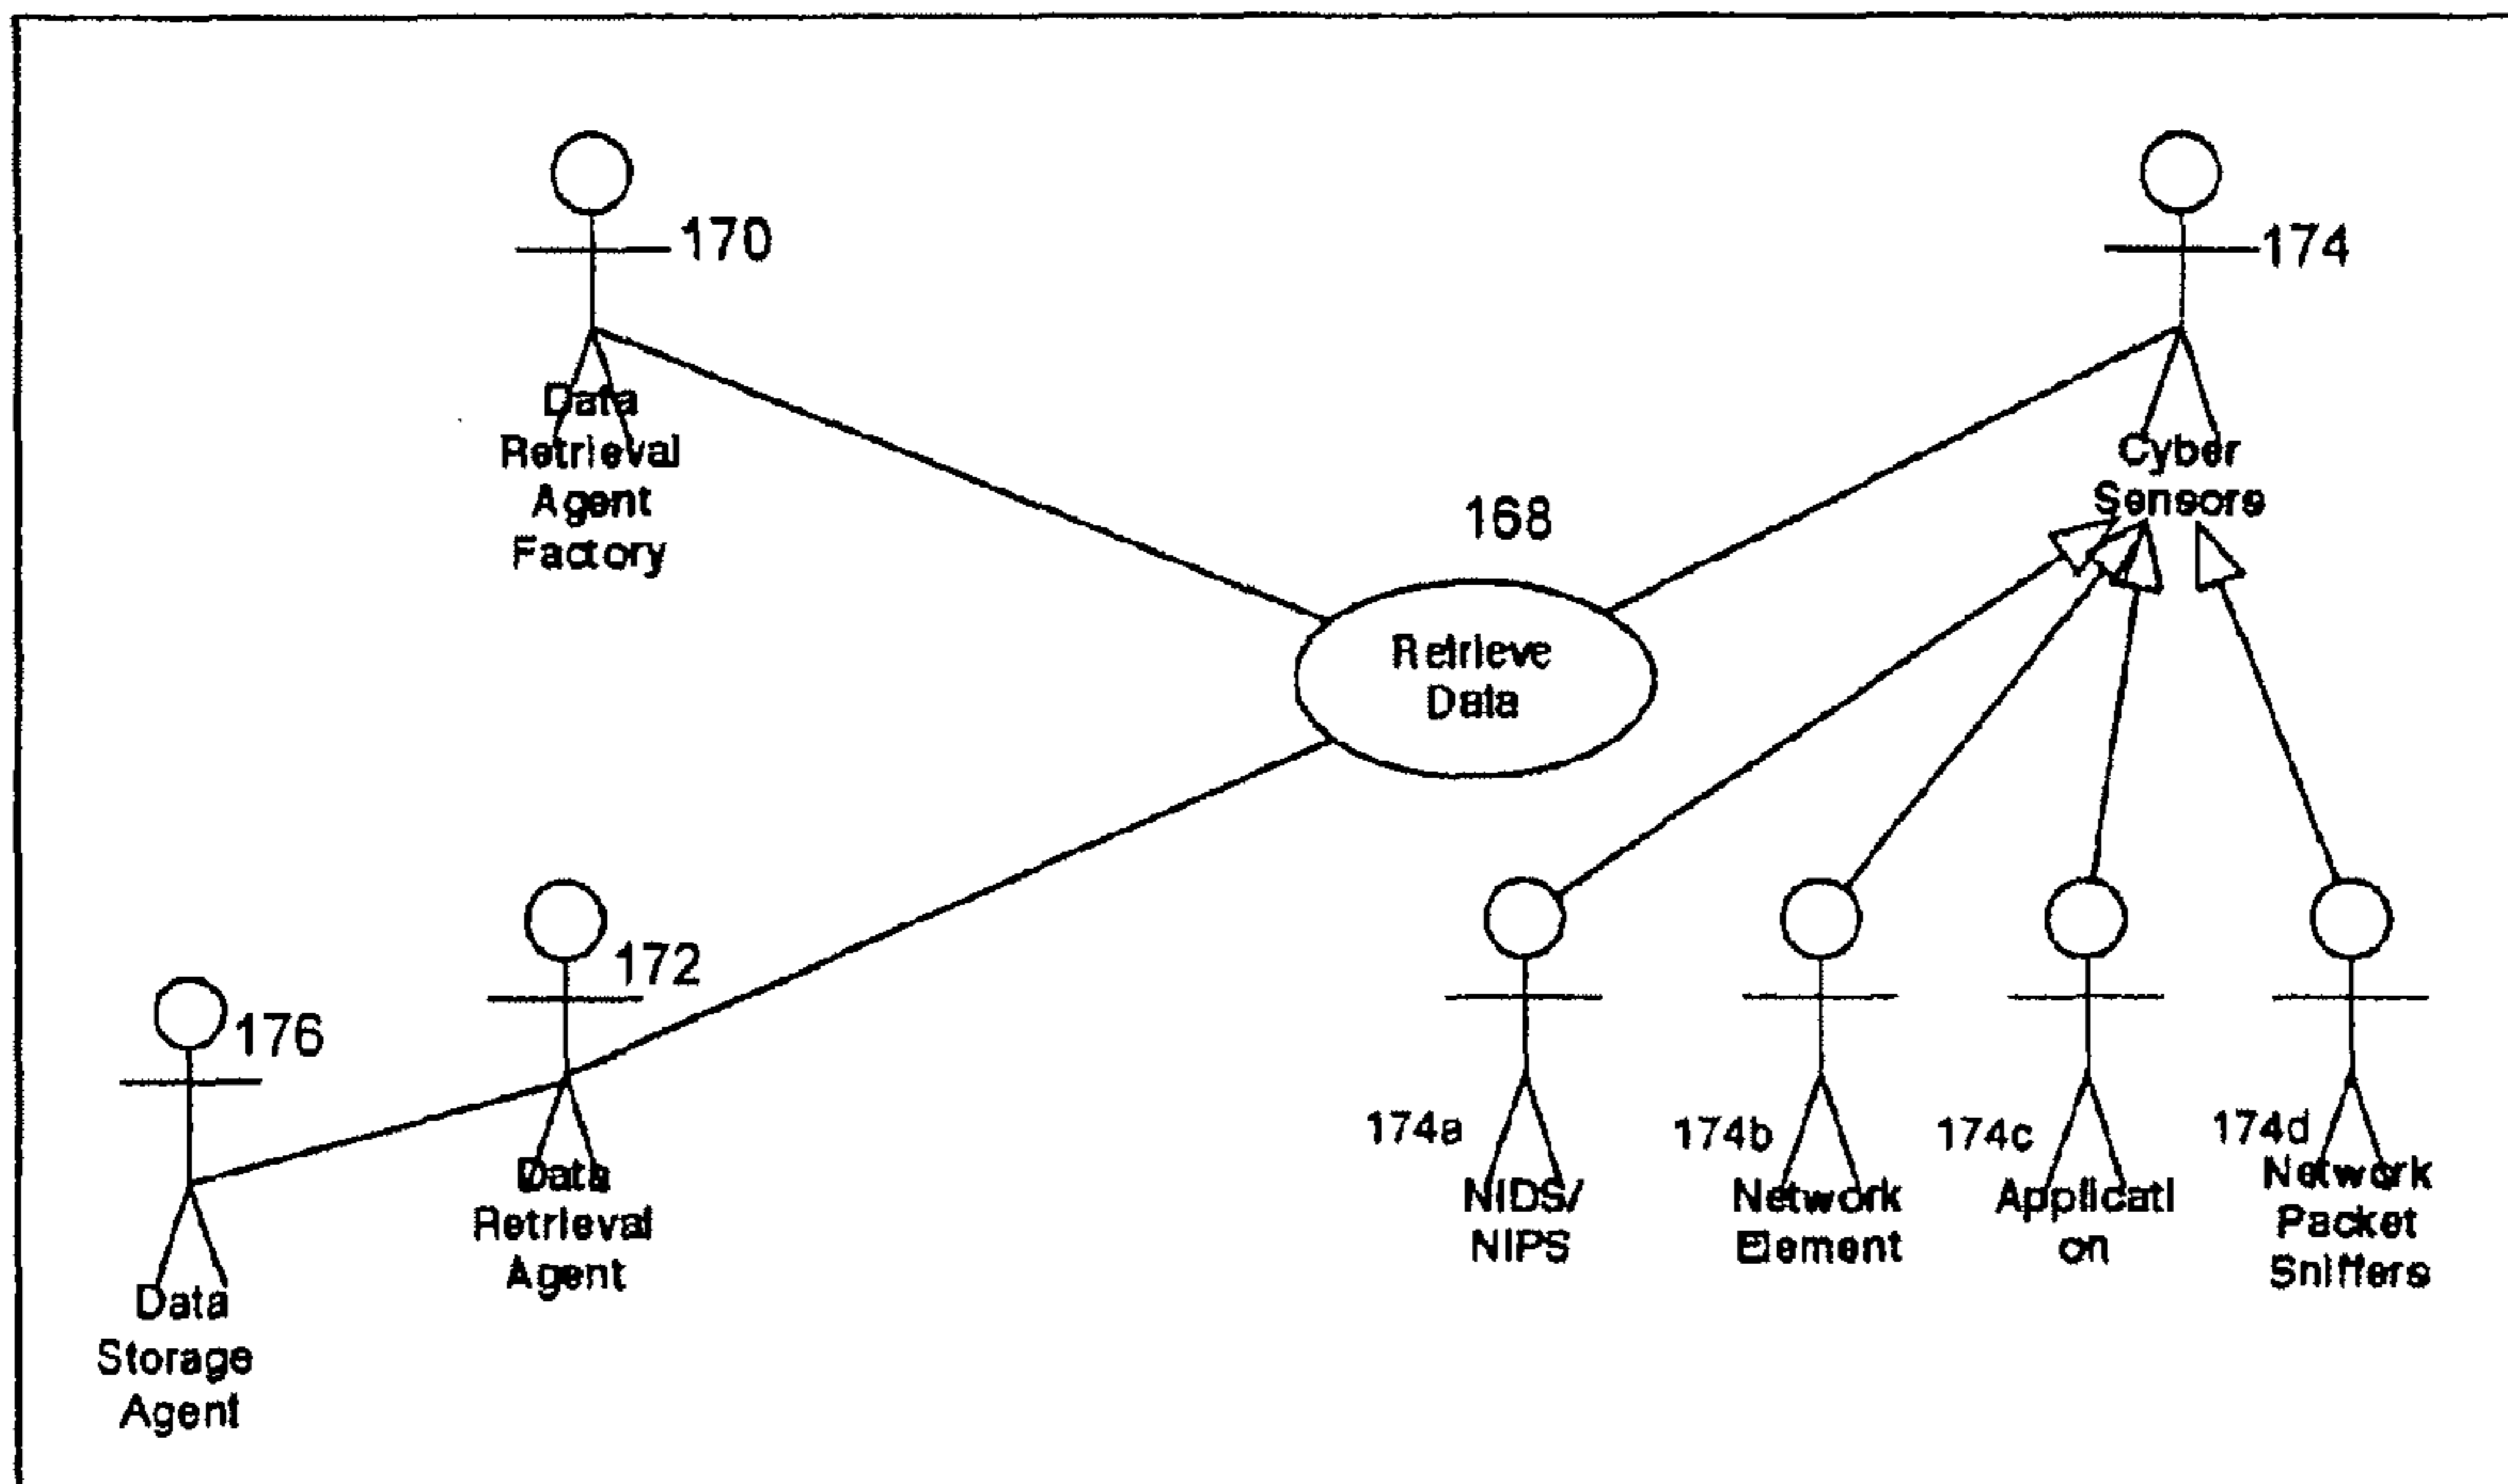 170
Data
Retrieval
Agent
Factory
174
Cyber
Sensors
168
Retrieve
Data
176
Data
Storage
Agent
172
Data
Retrieval
Agent
174a
NIDS/
NIPS
174b
Network
Element
174c
Applicati
on
174d
Network
Packet
Sniffers